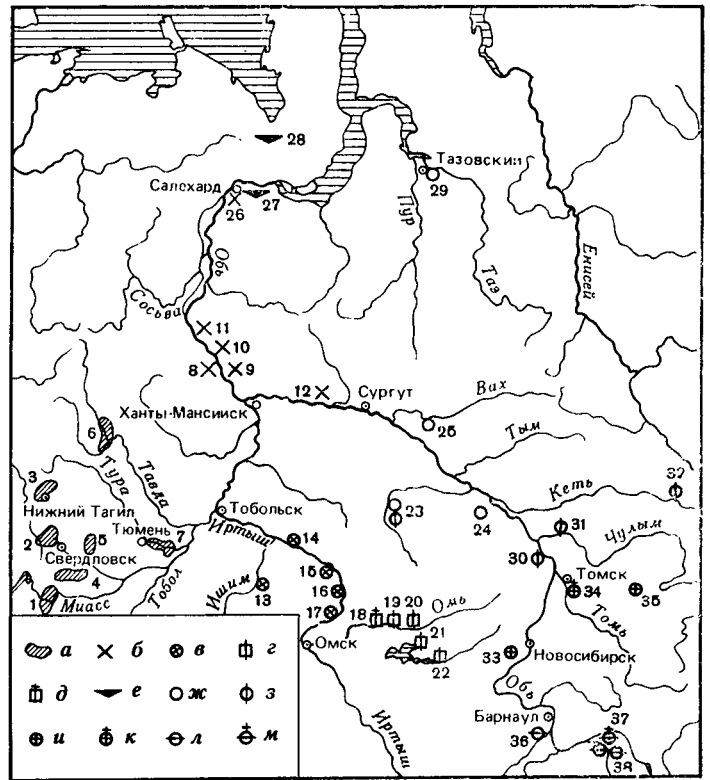 28
Тазовский
Салехард
29
27
26
Пур
Обь
Таз
Енисей
Сосьва
11
10
8
9
12
Сургут
Вах
Ханты-Мансийск
25
6
Тым
Тура
Тавда
3
Кеть
32
Нижний Тагил
23
24
31
Чулым
Тобольск
2
5
Тюмень
7
Иртыш
14
Свердловск
30
4
Тобол
Ишим
15
Томск
34
35
1
Миасс
13
16
Томь
17
18
19
20
Омь
21
Омск
22
33
Новосибирск
Обь
Барнаул
37
36
38
Иртыш
а
б
в
г
д
е
ж
з
и
к
л
м